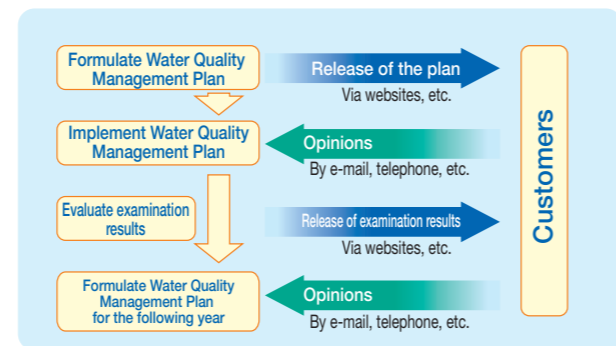 Formulate Water Quality
Management Plan
Release of the plan
Via websites, etc.
Implement Water Quality
Management Plan
Opinions
By e-mail, telephone, etc.
Evaluate examination
results
Release of examination results
Via websites, etc.
Formulate Water Quality
Management Plan
for the following year
Opinions
By e-mail, telephone, etc.
Customers